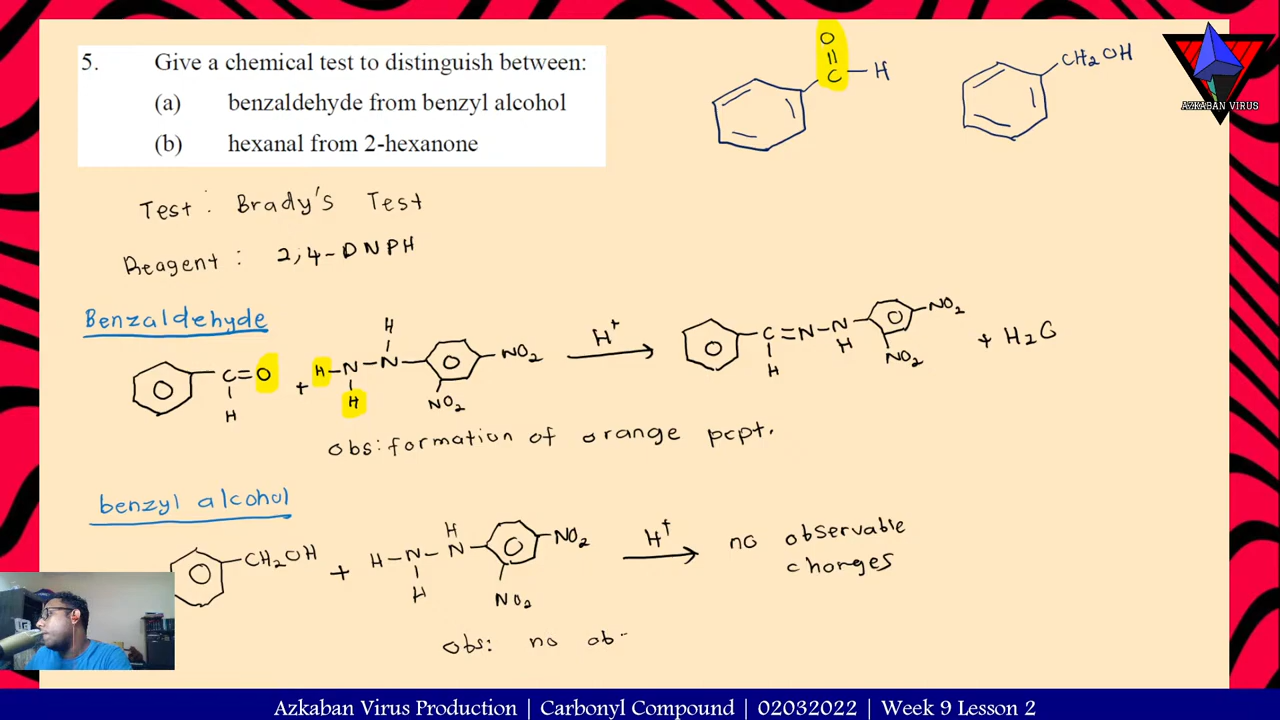 5. Give a chemical test to distinguish between:
(a) benzaldehyde from benzyl alcohol
(b) hexanal from 2-hexanone
O
C H
CH2OH
AZKABAN VIRUS
Test: Brady's Test
Reagent: 2,4-DNPH
Benzaldehyde
C=O
H
+
H-N-N
H
H
NO2
NO2
H+
C=N-N
H
H
NO2
NO2
+ H2O
obs: formation of orange pcpt.
benzyl alcohol
CH2OH
+
H-N-N
H
H
NO2
NO2
H+
no observable
changes
obs: no ob
Azkaban Virus Production | Carbonyl Compound | 02032022 | Week 9 Lesson 2